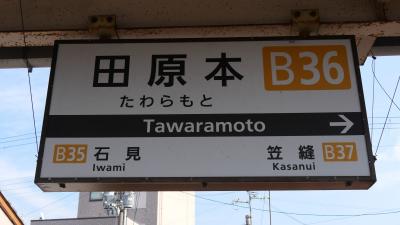 田原本 B36
たわらもと
Tawaramoto →
B35 石見 笠縫 B37
Iwami Kasanui